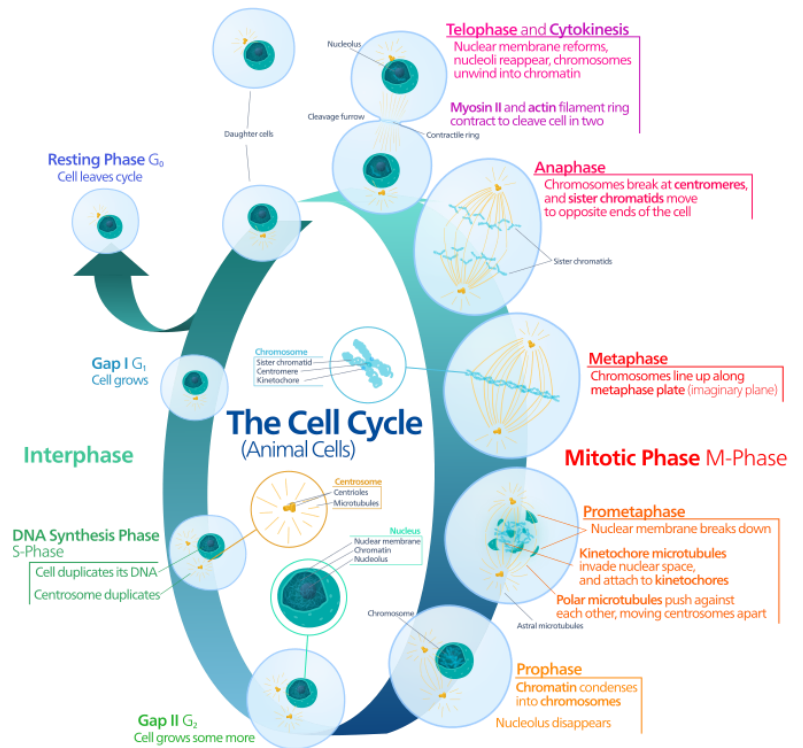 Telophase and Cytokinesis
Nuclear membrane reforms,
nucleoli reappear, chromosomes
unwind into chromatin
Nucleolus
Myosin II and actin filament ring
contract to cleave cell in two
Cleavage furrow
Contractile ring
Daughter cells
Resting Phase G₀
Cell leaves cycle
Anaphase
Chromosomes break at centromeres,
and sister chromatids move
to opposite ends of the cell
Sister chromatids
Gap I G₁
Cell grows
Chromosome
Sister chromatid
Centromere
Kinetochore
Metaphase
Chromosomes line up along
metaphase plate (imaginary plane)
The Cell Cycle
(Animal Cells)
Interphase
Mitotic Phase M-Phase
Centrosome
Centrioles
Microtubules
Prometaphase
Nuclear membrane breaks down
Kinetochore microtubules
invade nuclear space,
and attach to kinetochores
Polar microtubules push against
each other, moving centrosomes apart
Astral microtubules
DNA Synthesis Phase
S-Phase
Cell duplicates its DNA
Centrosome duplicates
Nucleus
Nuclear membrane
Chromatin
Nucleolus
Chromosome
Prophase
Chromatin condenses
into chromosomes
Nucleolus disappears
Gap II G₂
Cell grows some more